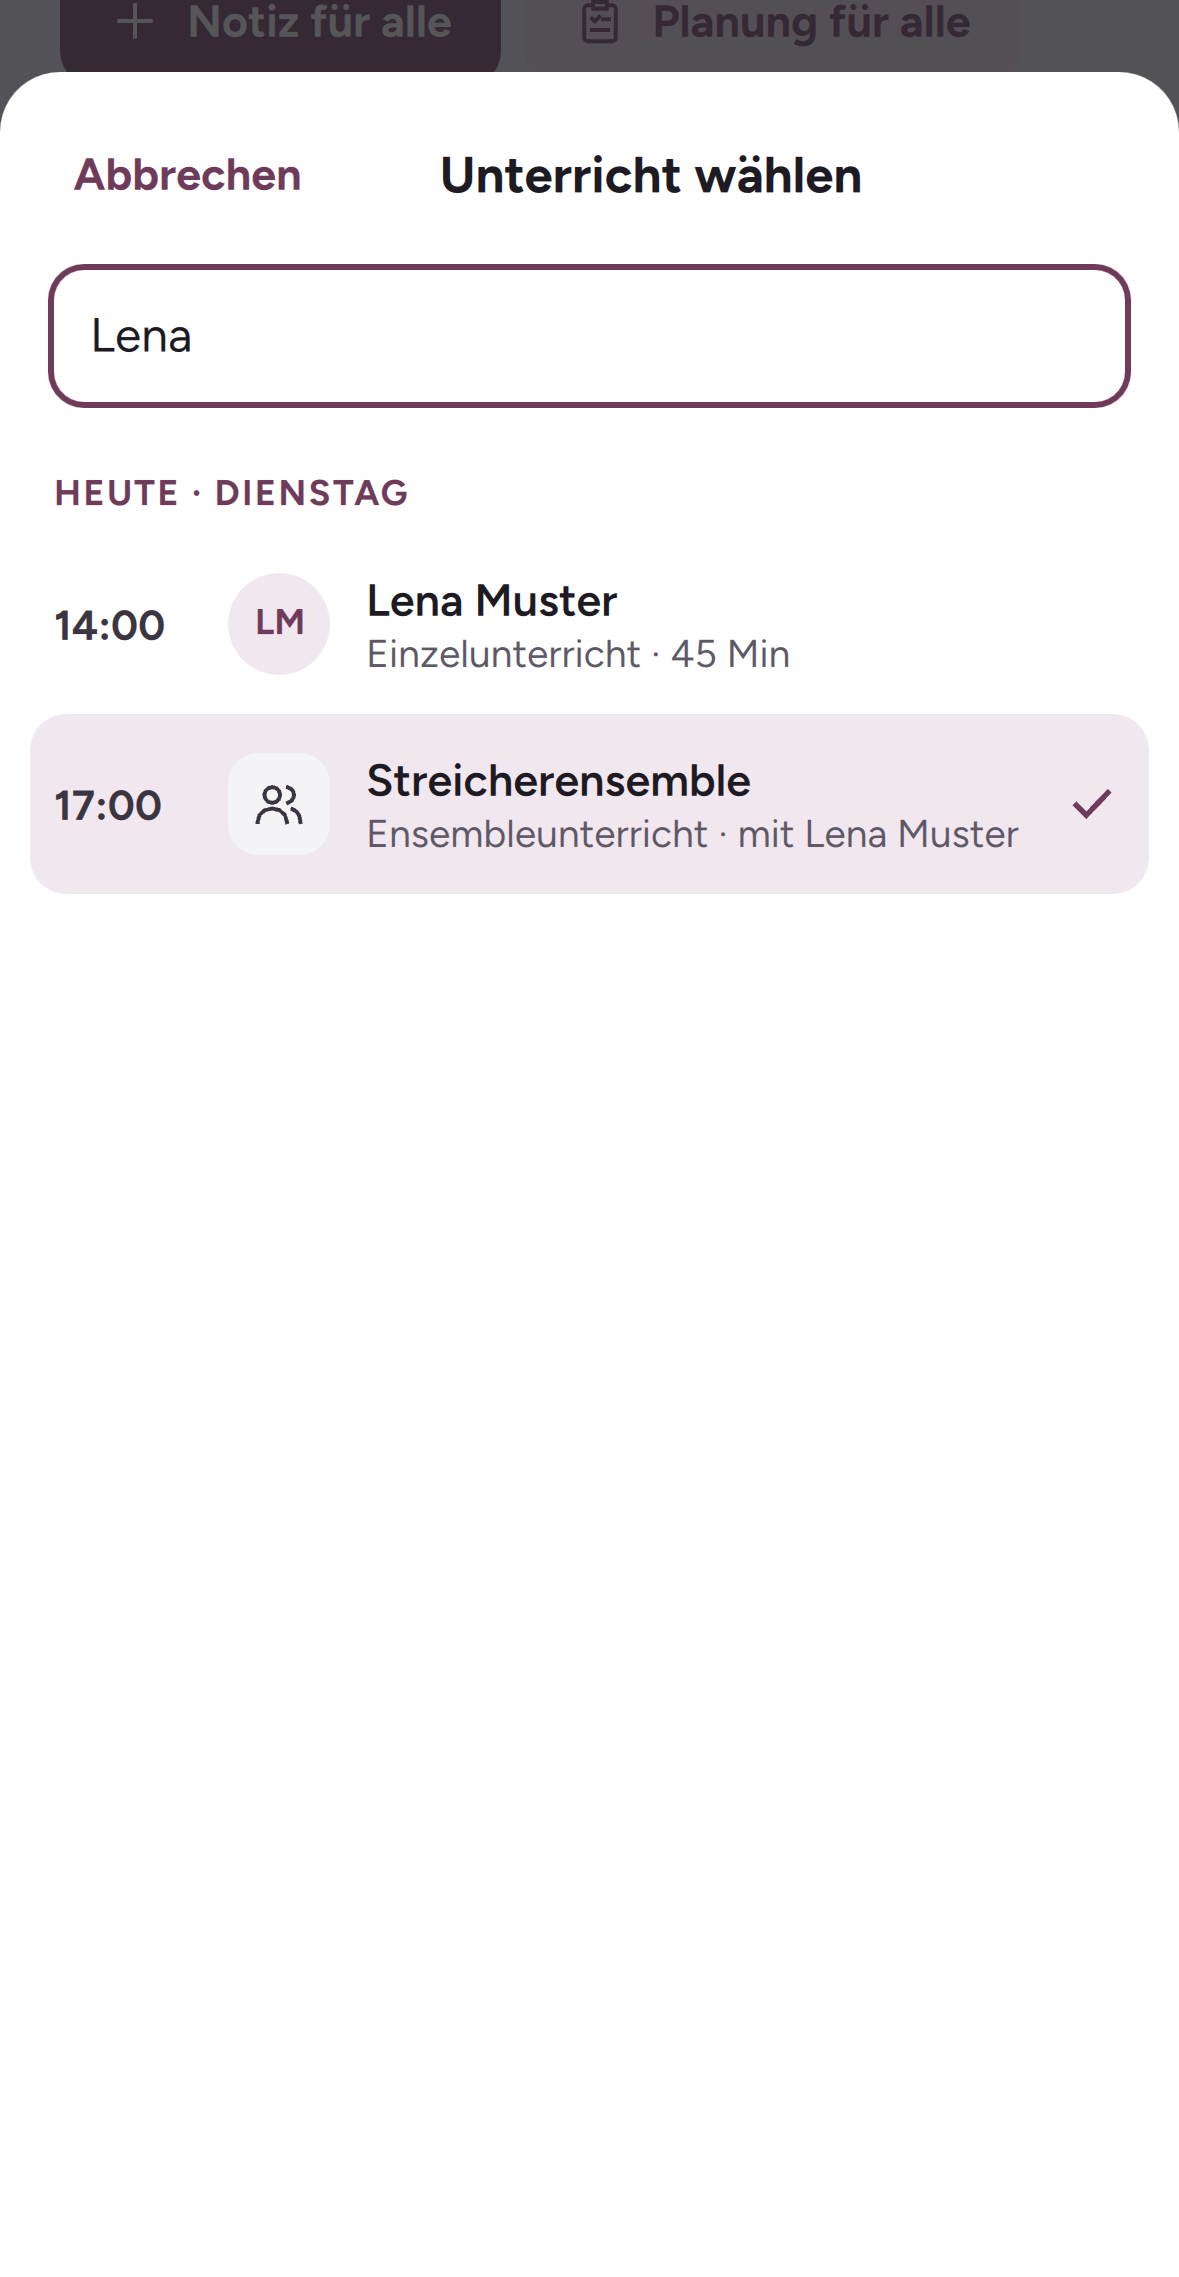 Notiz für alle
Planung für alle
Abbrechen
Unterricht wählen
Lena
HEUTE · DIENSTAG
14:00
LM
Lena Muster
Einzelunterricht · 45 Min
17:00
Streicherensemble
Ensembleunterricht · mit Lena Muster